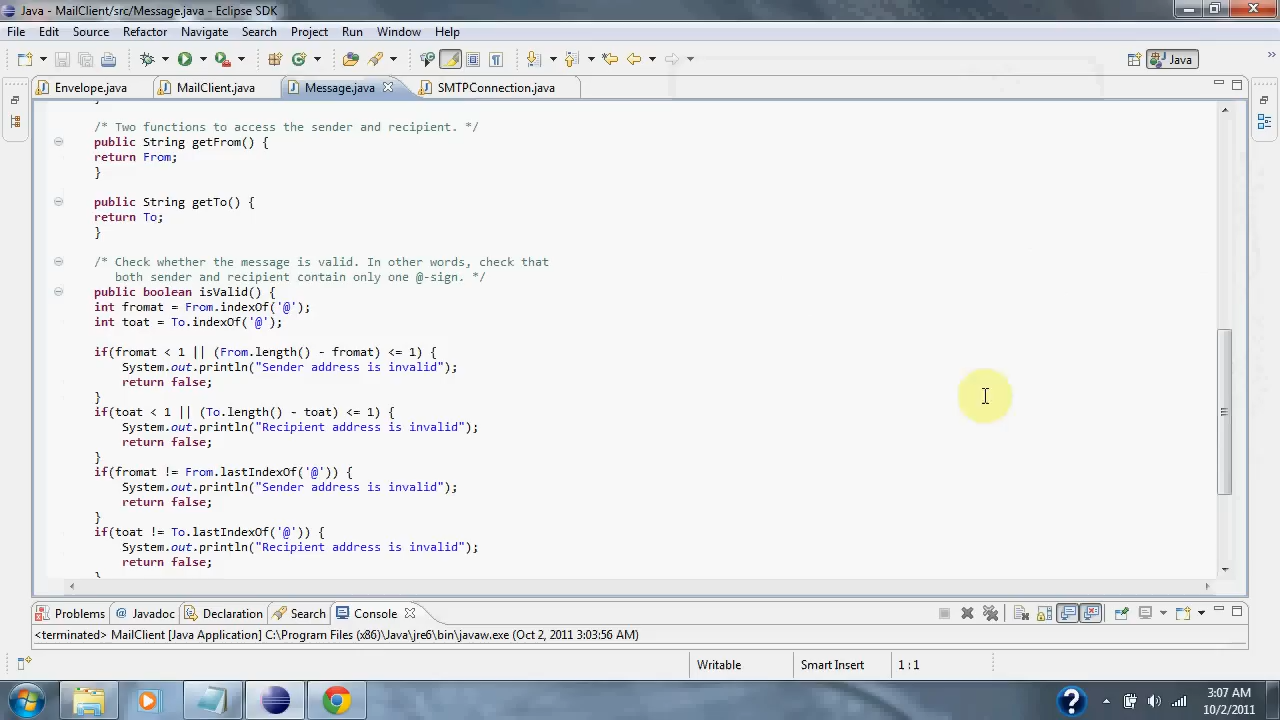 Java - MailClient/src/Message.java - Eclipse SDK
File Edit Source Refactor Navigate Search Project Run Window Help
Java
Envelope.java MailClient.java Message.java SMTPConnection.java
}
/* Two functions to access the sender and recipient. */
public String getFrom() {
return From;
}
public String getTo() {
return To;
}
/* Check whether the message is valid. In other words, check that
both sender and recipient contain only one @-sign. */
public boolean isValid() {
int fromat = From.indexOf('@');
int toat = To.indexOf('@');
if(fromat < 1 || (From.length() - fromat) <= 1) {
System.out.println("Sender address is invalid");
return false;
}
if(toat < 1 || (To.length() - toat) <= 1) {
System.out.println("Recipient address is invalid");
return false;
}
if(fromat != From.lastIndexOf('@')) {
System.out.println("Sender address is invalid");
return false;
}
if(toat != To.lastIndexOf('@')) {
System.out.println("Recipient address is invalid");
return false;
}
Problems @ Javadoc Declaration Search Console
<terminated> MailClient [Java Application] C:\Program Files (x86)\Java\jre6\bin\javaw.exe (Oct 2, 2011 3:03:56 AM)
Writable Smart Insert 1 : 1
3:07 AM
10/2/2011